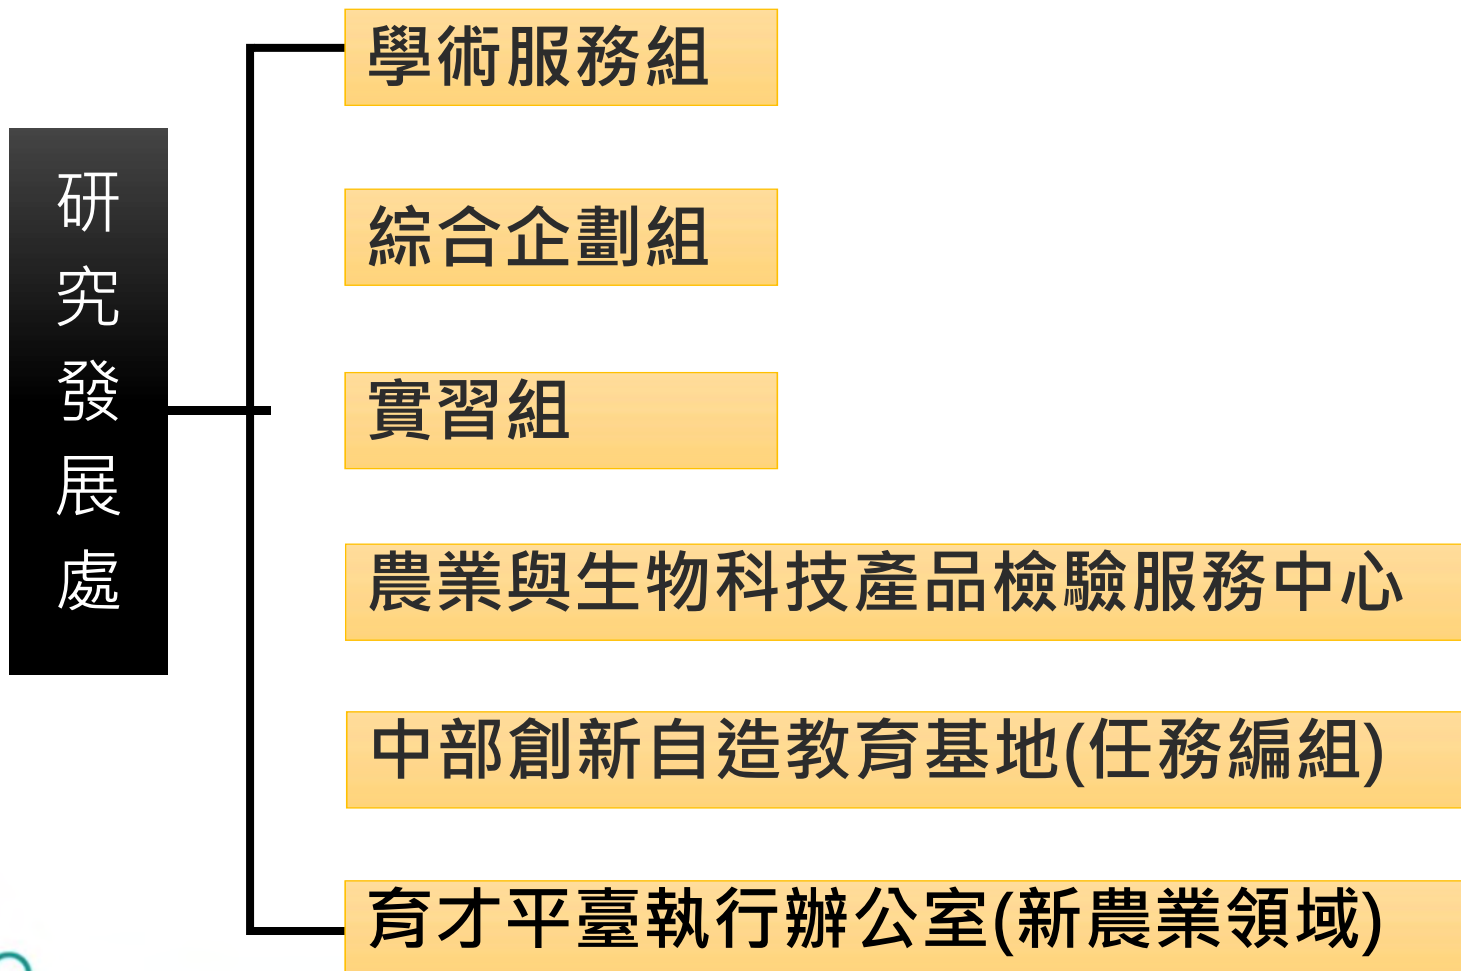 研究發展處
學術服務組
綜合企劃組
實習組
農業與生物科技產品檢驗服務中心
中部創新自造教育基地(任務編組)
育才平臺執行辦公室(新農業領域)